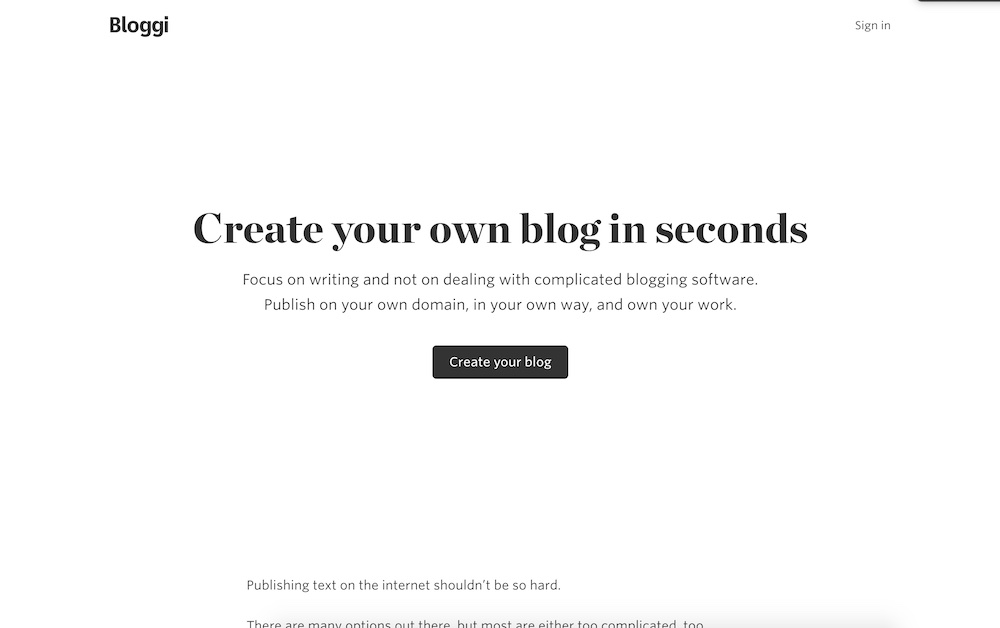 Bloggi
Sign in
Create your own blog in seconds
Focus on writing and not on dealing with complicated blogging software.
Publish on your own domain, in your own way, and own your work.
Create your blog
Publishing text on the internet shouldn’t be so hard.
There are many options out there, but most are either too complicated, too